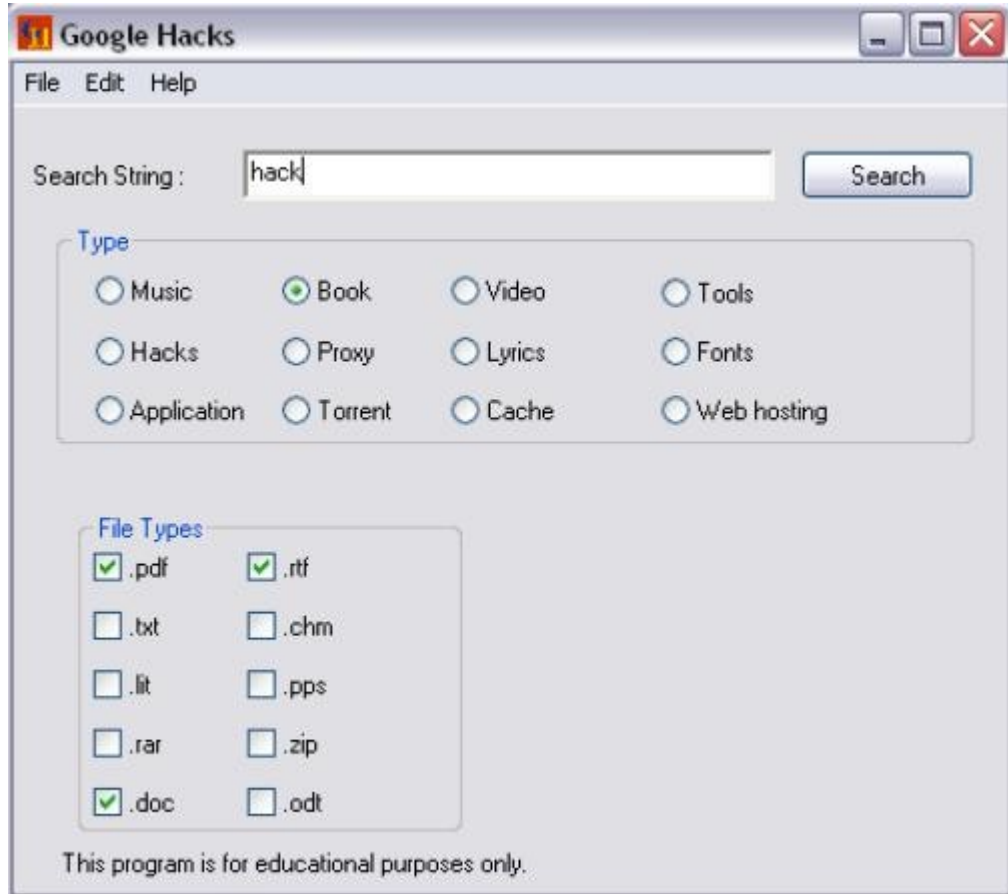 Google Hacks
File Edit Help
Search String : hack Search
Type
Music Book Video Tools
Hacks Proxy Lyrics Fonts
Application Torrent Cache Web hosting
File Types
.pdf .rtf
.txt .chm
.lit .pps
.rar .zip
.doc .odt
This program is for educational purposes only.